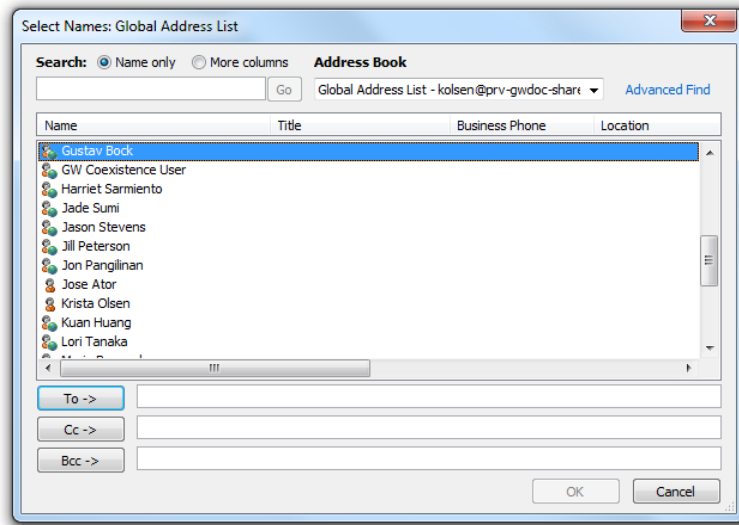 Select Names: Global Address List
Search: Name only More columns Address Book
Go Global Address List - kolsen@prv-gwdoc-share Advanced Find
Name Title Business Phone Location
Gustav Bock
GW Coexistence User
Harriet Sarmiento
Jade Sumi
Jason Stevens
Jill Peterson
Jon Pangilinan
Jose Ator
Krista Olsen
Kuan Huang
Lori Tanaka
To ->
Cc ->
Bcc ->
OK Cancel